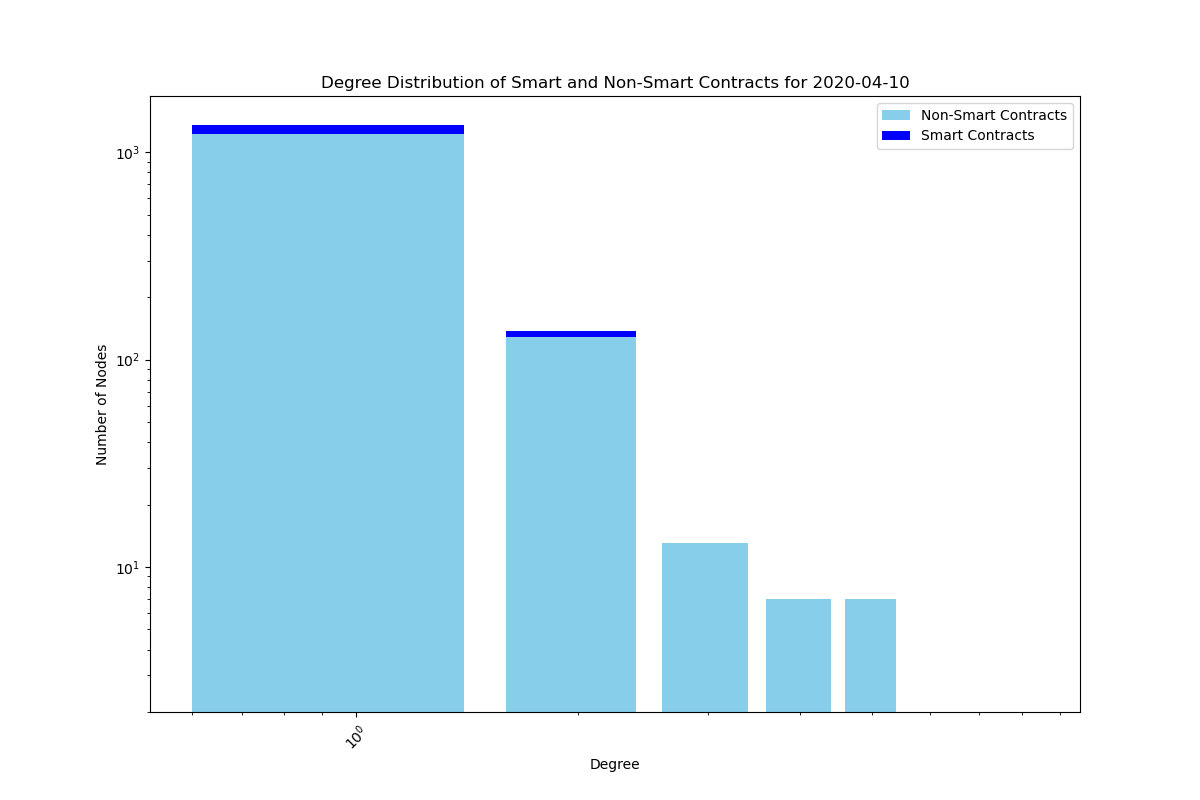 Degree Distribution of Smart and Non-Smart Contracts for 2020-04-10
Non-Smart Contracts
Smart Contracts
10³
10²
10¹
Number of Nodes
10⁰
Degree